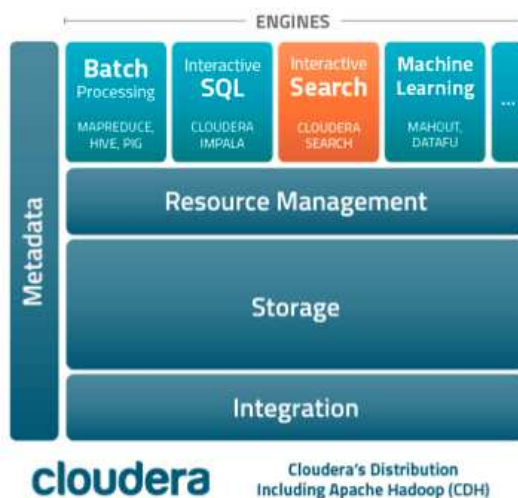 ENGINES
Batch
Processing
MAPREDUCE,
HIVE, PIG
Interactive
SQL
CLOUDERA
IMPALA
Interactive
Search
CLOUDERA
SEARCH
Machine
Learning
MAHOUT,
DATAFU
...
Metadata
Resource Management
Storage
Integration
cloudera
Cloudera's Distribution
Including Apache Hadoop (CDH)